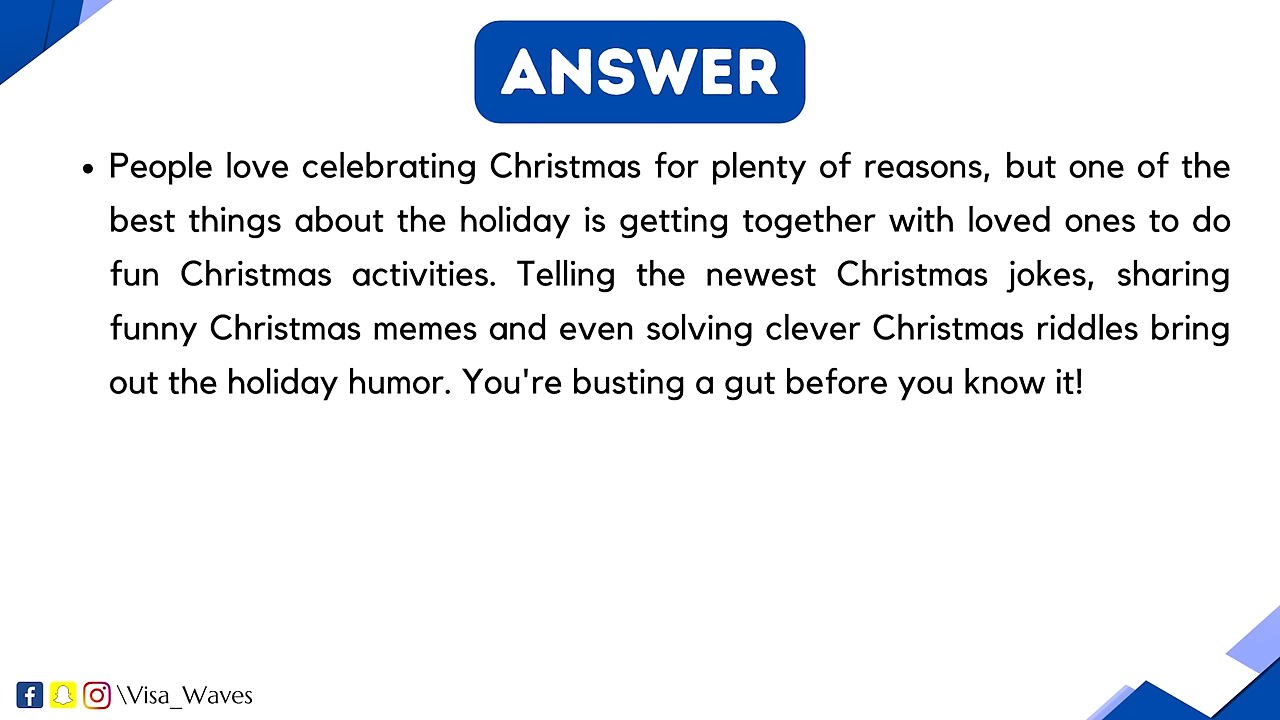 ANSWER
• People love celebrating Christmas for plenty of reasons, but one of the
best things about the holiday is getting together with loved ones to do
fun Christmas activities. Telling the newest Christmas jokes, sharing
funny Christmas memes and even solving clever Christmas riddles bring
out the holiday humor. You're busting a gut before you know it!
\Visa_Waves